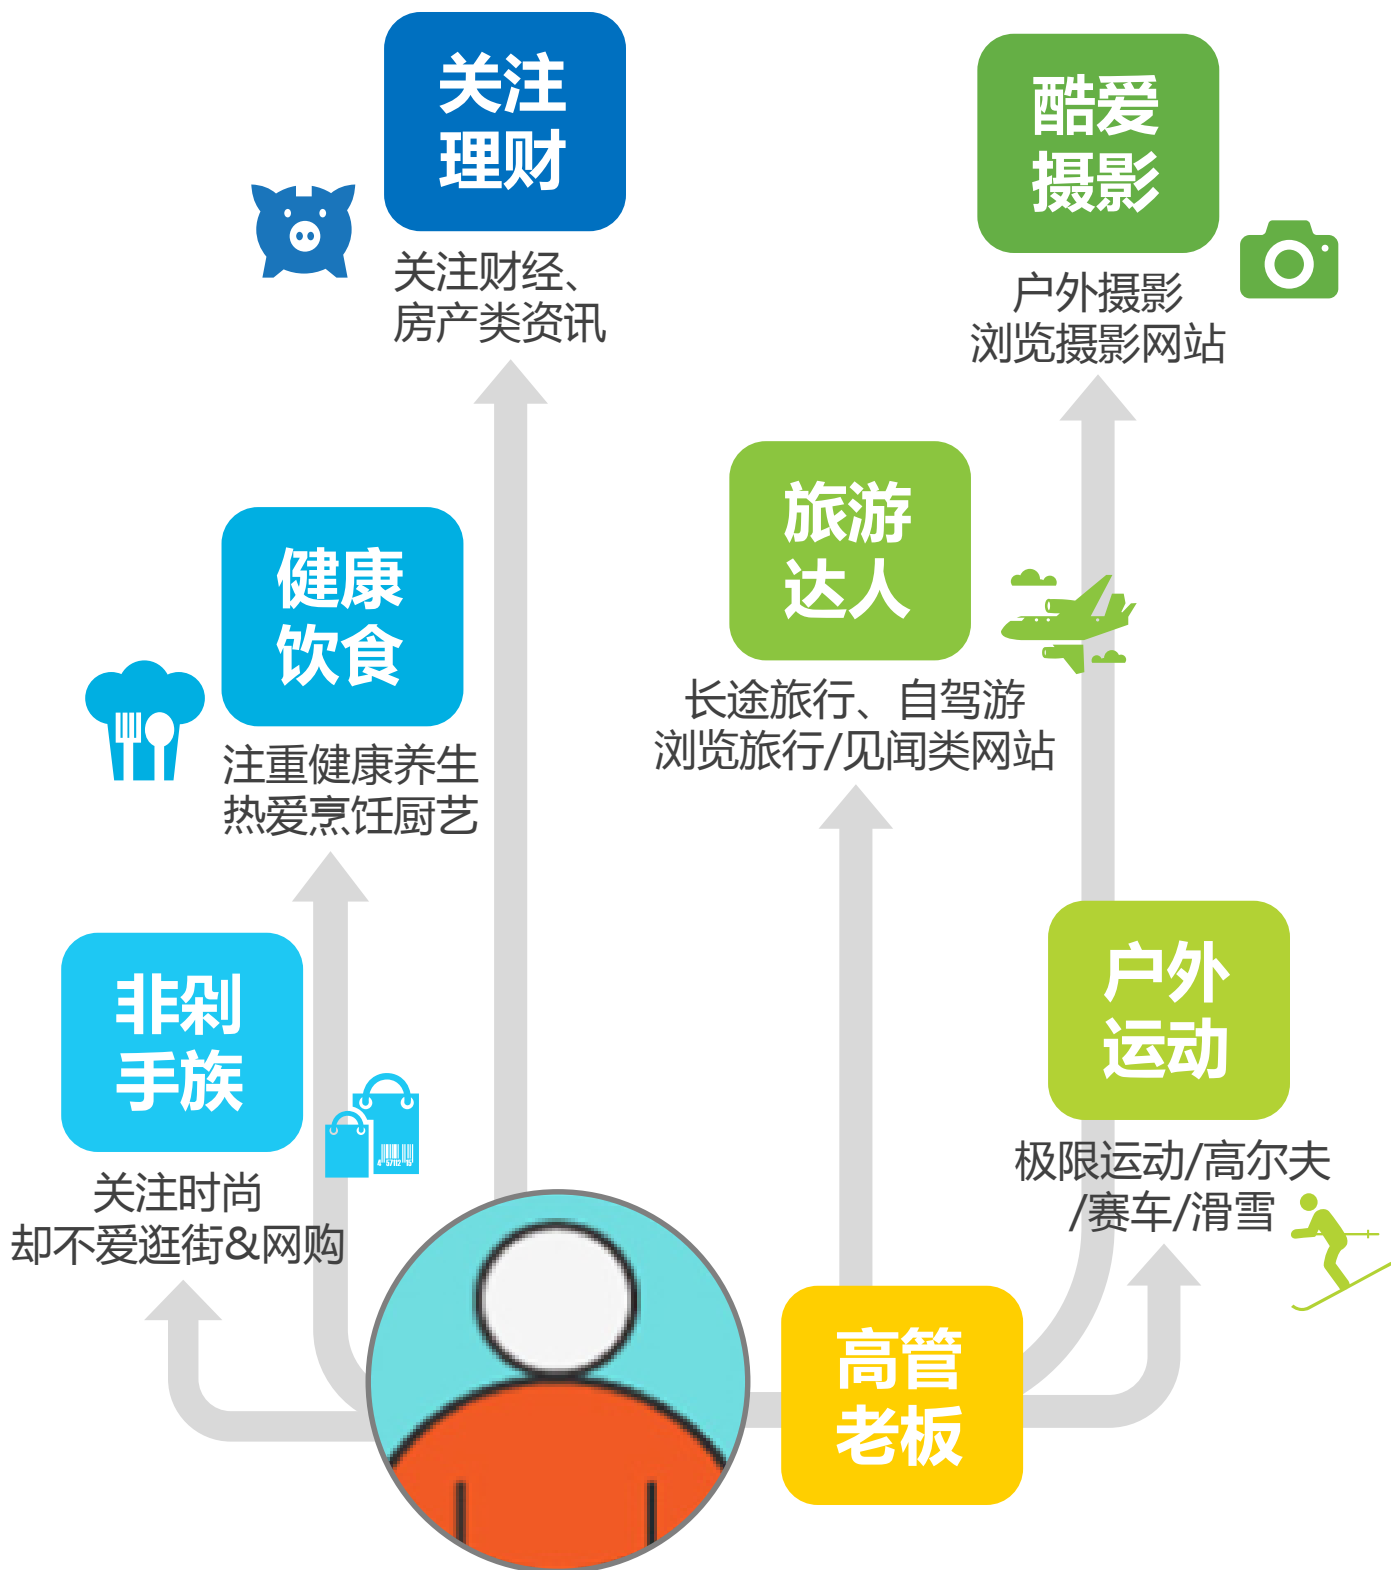 关注
理财
关注财经、
房产类资讯
酷爱
摄影
户外摄影
浏览摄影网站
旅游
达人
长途旅行、自驾游
浏览旅行/见闻类网站
健康
饮食
注重健康养生
热爱烹饪厨艺
户外
运动
极限运动/高尔夫
/赛车/滑雪
非剁
手族
关注时尚
却不爱逛街&网购
4 57112 15
高管
老板